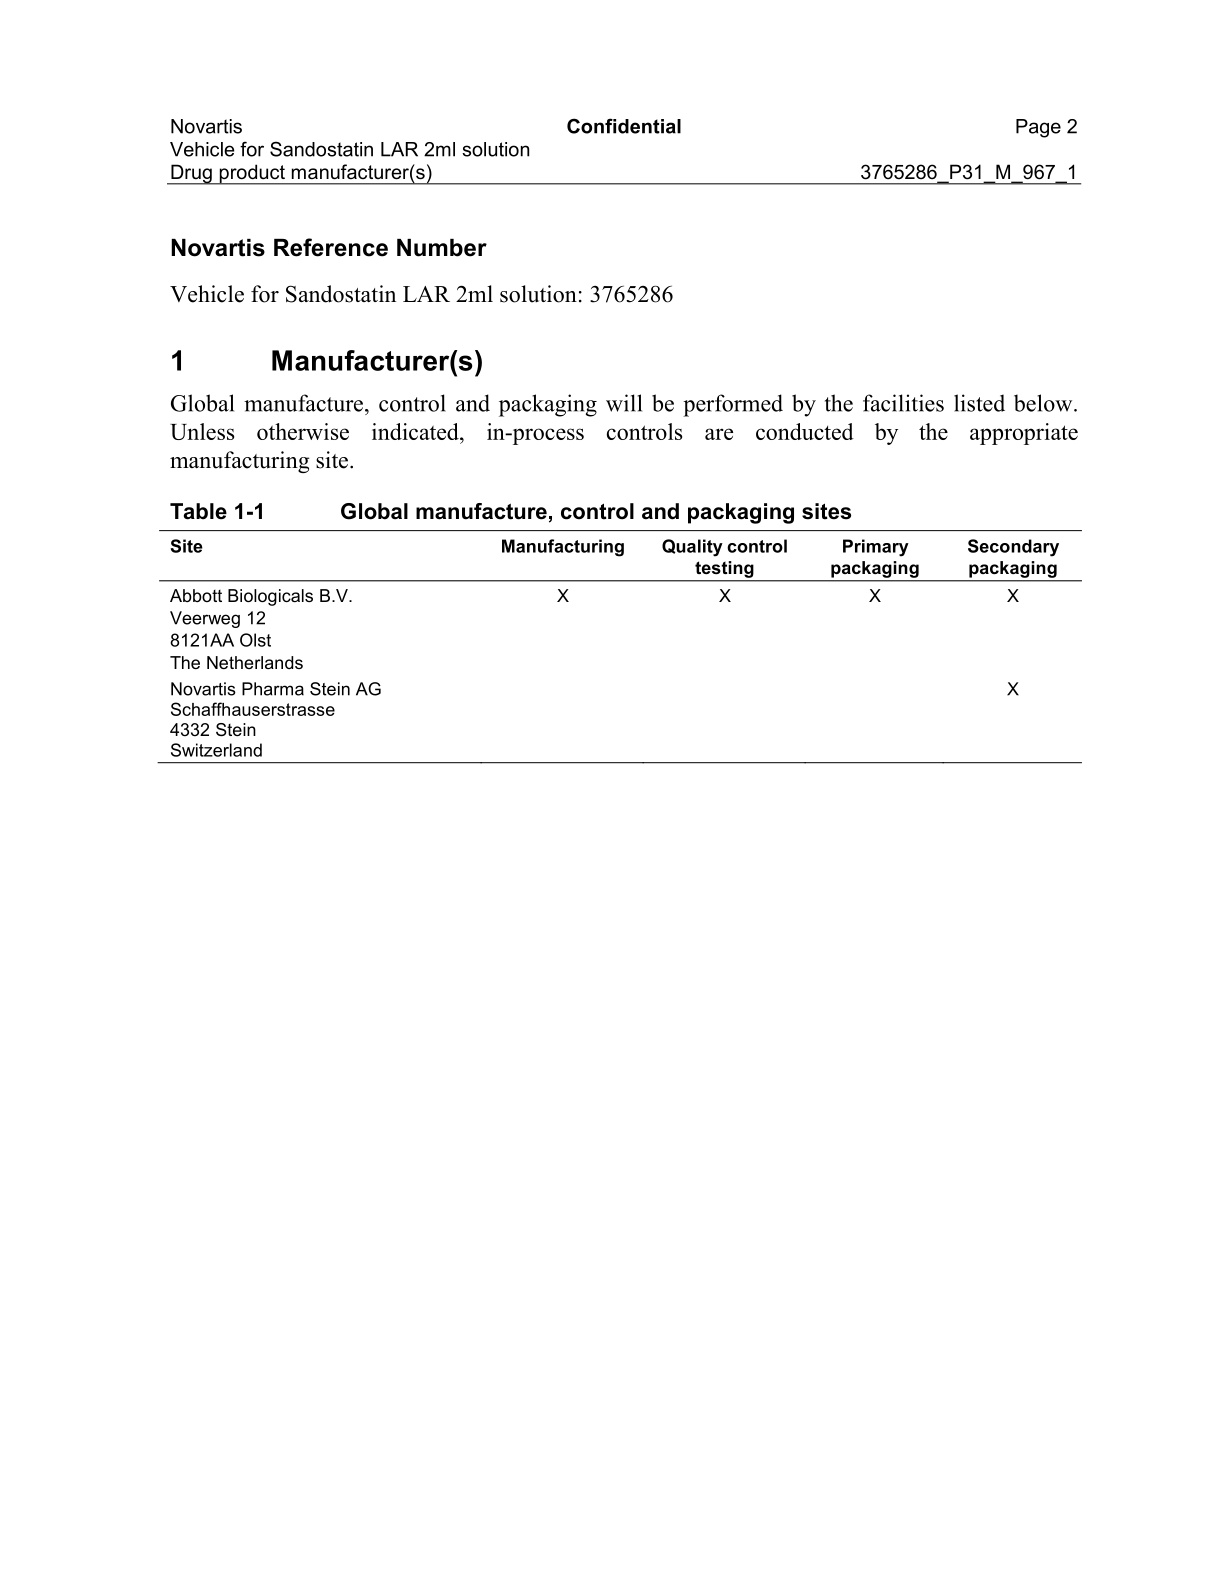 Novartis Confidential Page 2
Vehicle for Sandostatin LAR 2ml solution
Drug product manufacturer(s) 3765286_P31_M_967_1
Novartis Reference Number
Vehicle for Sandostatin LAR 2ml solution: 3765286
1 Manufacturer(s)
Global manufacture, control and packaging will be performed by the facilities listed below.
Unless otherwise indicated, in-process controls are conducted by the appropriate
manufacturing site.
Table 1-1 Global manufacture, control and packaging sites
Site Manufacturing Quality control Primary Secondary
testing packaging packaging
Abbott Biologicals B.V. X X X X
Veerweg 12
8121AA Olst
The Netherlands
Novartis Pharma Stein AG X
Schaffhauserstrasse
4332 Stein
Switzerland